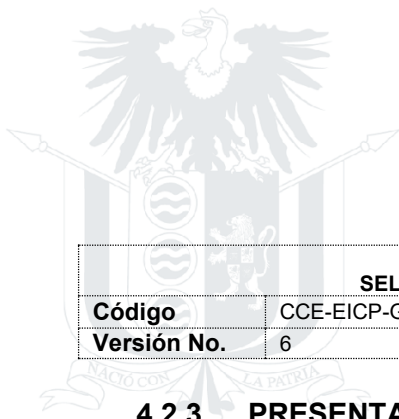 SEL
Código CCE-EICP-G
Versión No. 6
NACIÓ CON LA PATRIA
4.2.3 PRESENTA